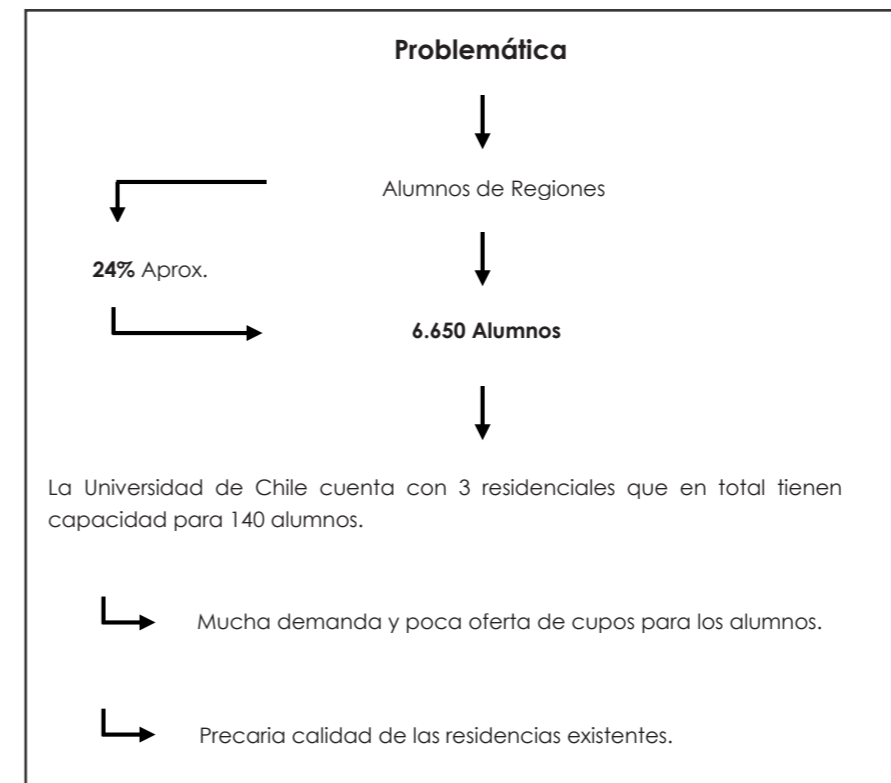 Problemática
Alumnos de Regiones
24% Aprox.
6.650 Alumnos
La Universidad de Chile cuenta con 3 residenciales que en total tienen
capacidad para 140 alumnos.
Mucha demanda y poca oferta de cupos para los alumnos.
Precaria calidad de las residencias existentes.